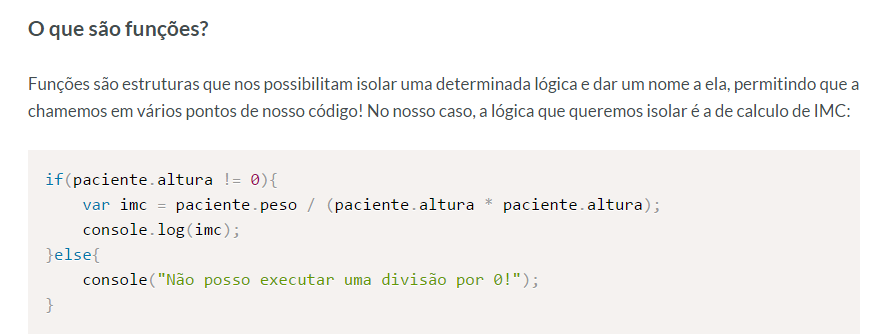 O que são funções?
Funções são estruturas que nos possibilitam isolar uma determinada lógica e dar um nome a ela, permitindo que a
chamemos em vários pontos de nosso código! No nosso caso, a lógica que queremos isolar é a de calculo de IMC:
if(paciente.altura != 0){
    var imc = paciente.peso / (paciente.altura * paciente.altura);
    console.log(imc);
}else{
    console("Não posso executar uma divisão por 0!");
}